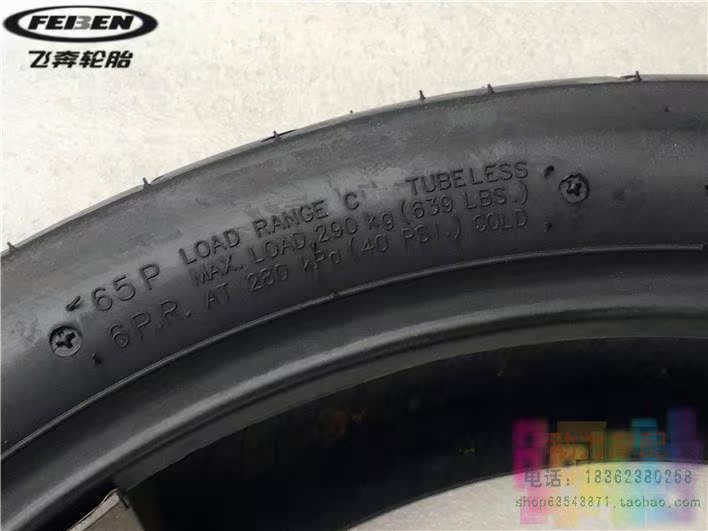 FEIBEN
飞奔轮胎
65P LOAD RANGE C TUBELESS
MAX. LOAD 290 kg (639 LBS.)
6P.R. AT 280 kPa (40 PSI.) COLD
电话：18362380258
shop63543871.taobao.com